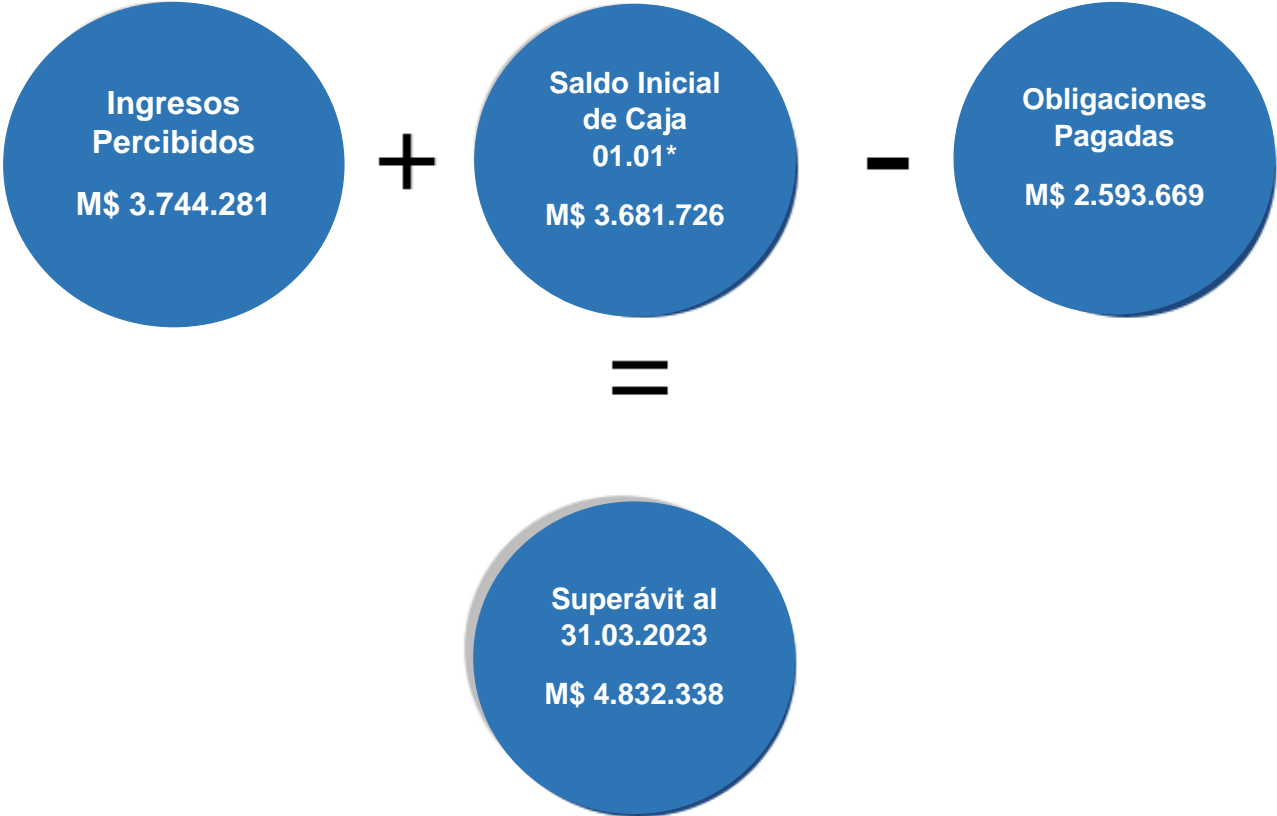 Ingresos
Percibidos
M$ 3.744.281
+
Saldo Inicial
de Caja
01.01*
M$ 3.681.726
-
Obligaciones
Pagadas
M$ 2.593.669
=
Superávit al
31.03.2023
M$ 4.832.338